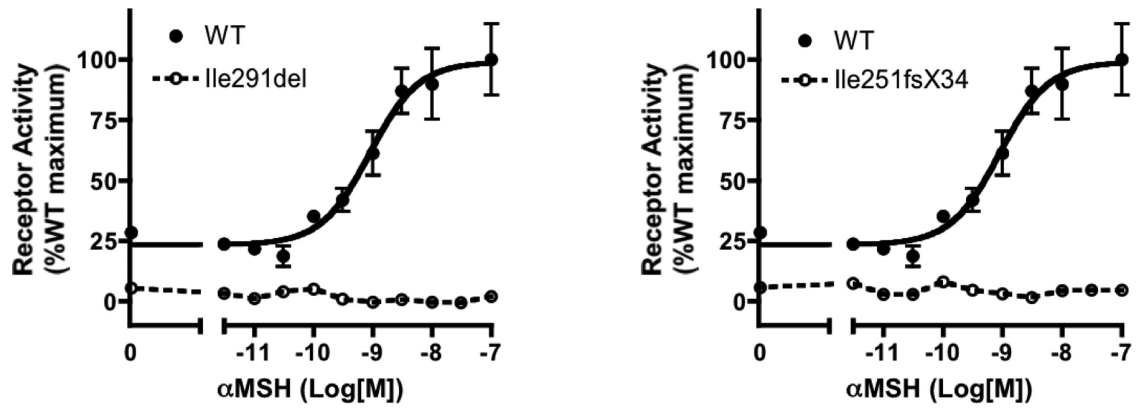 WT
Ile291del
Receptor Activity
(%WT maximum)
100
75
50
25
0
0
-11
-10
-9
-8
-7
αMSH (Log[M])
WT
Ile251fsX34
Receptor Activity
(%WT maximum)
100
75
50
25
0
0
-11
-10
-9
-8
-7
αMSH (Log[M])